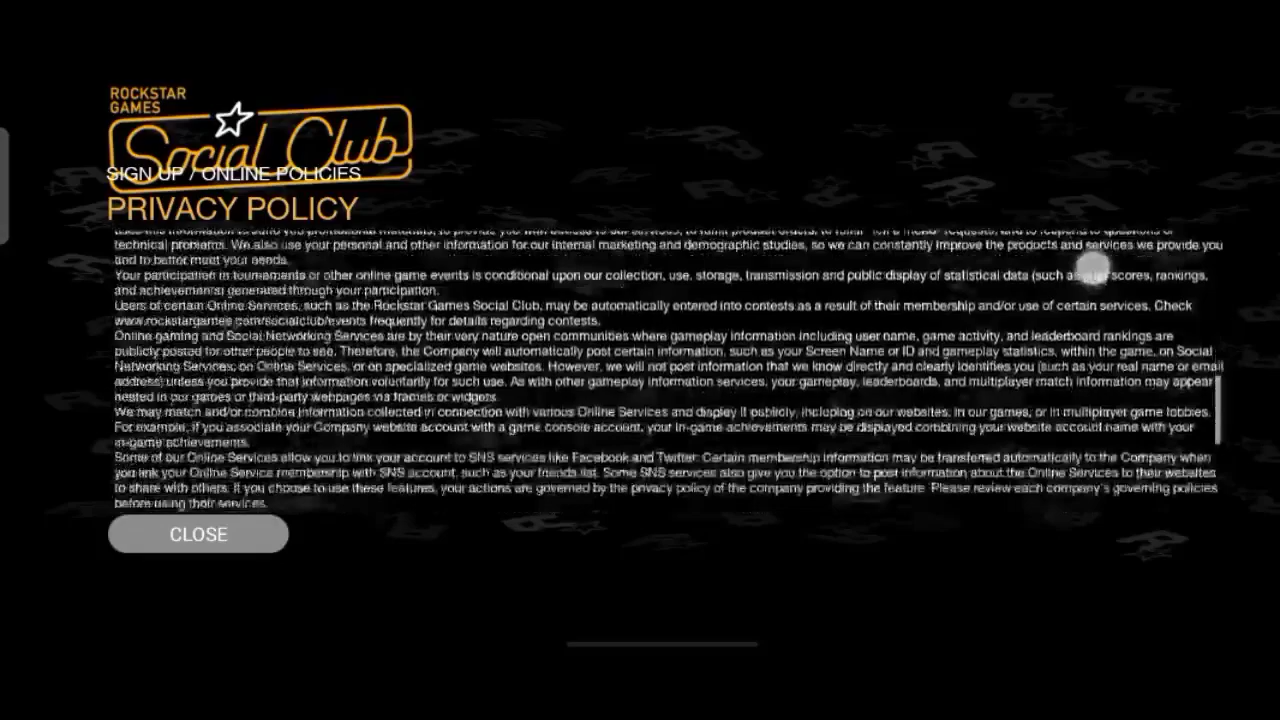 ROCKSTAR
GAMES
Social Club
SIGN UP / ONLINE POLICIES
PRIVACY POLICY
technical problems. We also use your personal and other information for our internal marketing and demographic studies, so we can constantly improve the products and services we provide you
and to better meet your needs.
Your participation in tournaments or other online game events is conditional upon our collection, use, storage, transmission and public display of statistical data (such as scores, rankings,
and achievements) generated through your participation.
Users of certain Online Services, such as the Rockstar Games Social Club, may be automatically entered into contests as a result of their membership and/or use of certain services. Check
www.rockstargames.com/socialclub/events frequently for details regarding contests.
Online gaming and Social Networking Services are by their very nature open communities where gameplay information including user name, game activity, and leaderboard rankings are
publicly posted for other people to see. Therefore, the Company will automatically post certain information, such as your Screen Name or ID and gameplay statistics, within the game, on Social
Networking Services, on Online Services, or on specialized game websites. However, we will not post information that we know directly and clearly identifies you (such as your real name or email
address) unless you provide that information voluntarily for such use. As with other gameplay information services, your gameplay, leaderboards, and multiplayer match information may appear
hosted in our games or third-party webpages via frames or widgets.
We may match and/or combine information collected in connection with various Online Services and display it publicly, including on our websites, in our games, or in multiplayer game lobbies.
For example, if you associate your Company website account with a game console account, your in-game achievements may be displayed combining your website account name with your
in-game achievements.
Some of our Online Services allow you to link your account to SNS services like Facebook and Twitter. Certain membership information may be transferred automatically to the Company when
you link your Online Service membership with SNS account, such as your friends list. Some SNS services also give you the option to post information about the Online Services to their websites
to share with others. If you choose to use these features, your actions are governed by the privacy policy of the company providing the feature. Please review each company's governing policies
before using their services.
CLOSE